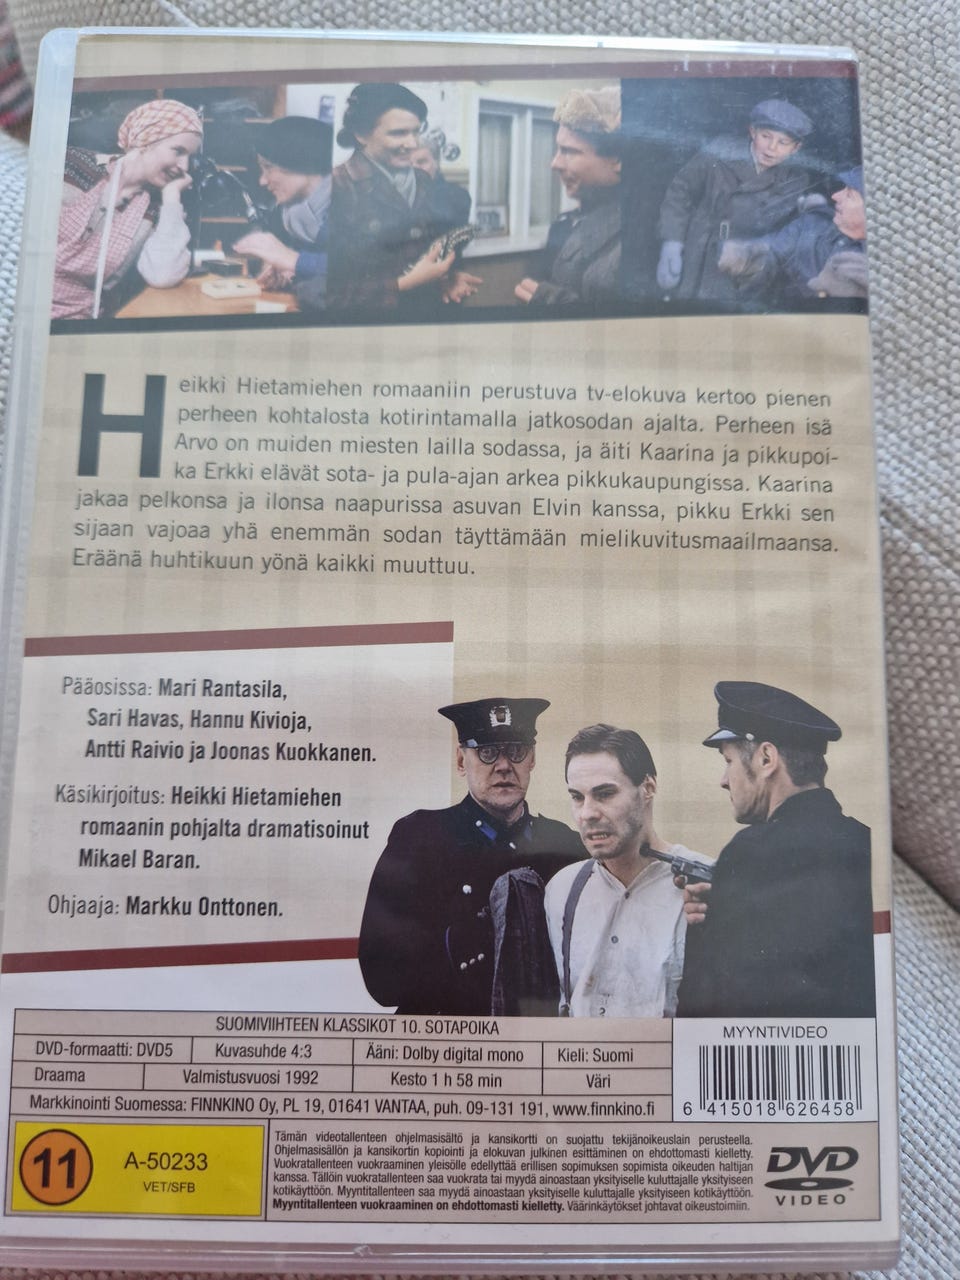 Heikki Hietamiehen romaaniin perustuva tv-elokuva kertoo pienen
perheen kohtalosta kotirintamalla jatkosodan ajalta. Perheen isä
Arvo on muiden miesten lailla sodassa, ja äiti Kaarina ja pikkupoi-
ka Erkki elävät sota- ja pula-ajan arkea pikkukaupungissa. Kaarina
jakaa pelkonsa ja ilonsa naapurissa asuvan Elvin kanssa, pikku Erkki sen
sijaan vajoaa yhä enemmän sodan täyttämään mielikuvitusmaailmaansa.
Eräänä huhtikuun yönä kaikki muuttuu.
Pääosissa: Mari Rantasila,
Sari Havas, Hannu Kivioja,
Antti Raivio ja Joonas Kuokkanen.
Käsikirjoitus: Heikki Hietamiehen
romaanin pohjalta dramatisoinut
Mikael Baran.
Ohjaaja: Markku Onttonen.
SUOMIVIIHTEEN KLASSIKOT 10. SOTAPOIKA
DVD-formaatti: DVD5 Kuvasuhde 4:3 Ääni: Dolby digital mono Kieli: Suomi
Draama Valmistusvuosi 1992 Kesto 1 h 58 min Väri
Markkinointi Suomessa: FINNKINO Oy, PL 19, 01641 VANTAA, puh. 09-131 191, www.finnkino.fi
MYYNTIVIDEO
6 415018 626458
11
A-50233
VET/SFB
Tämän videotallenteen ohjelmasisältö ja kansikortti on suojattu tekijänoikeuslain perusteella.
Ohjelmasisällön ja kansikortin kopiointi ja elokuvan julkinen esittäminen on ehdottomasti kielletty.
Vuokratallenteen vuokraaminen yleisölle edellyttää erillisen sopimuksen sopimista oikeuden haltijan
kanssa. Tällöin vuokratallenteen saa vuokrata tai myydä ainoastaan yksityiselle kuluttajalle yksityiseen
kotikäyttöön. Myyntitallenteen saa myydä ainoastaan yksityiselle kuluttajalle yksityiseen kotikäyttöön.
Myyntitallenteen vuokraaminen on ehdottomasti kielletty. Väärinkäytökset johtavat oikeustoimiin.
DVD
VIDEO